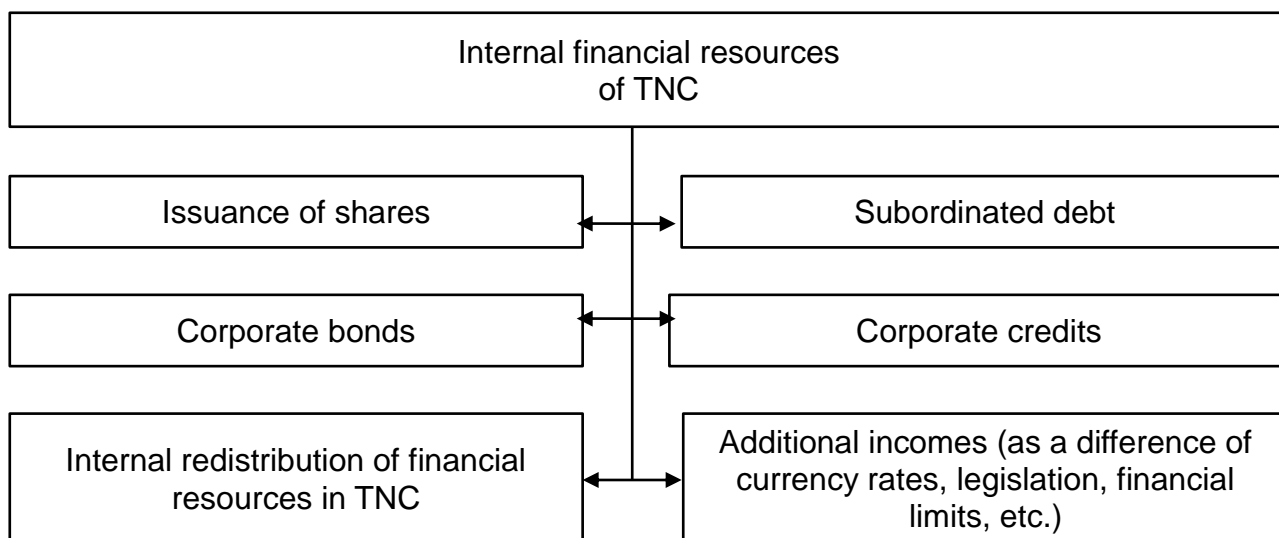 Internal financial resources
of TNC
Issuance of shares
Subordinated debt
Corporate bonds
Corporate credits
Internal redistribution of financial
resources in TNC
Additional incomes (as a difference of
currency rates, legislation, financial
limits, etc.)